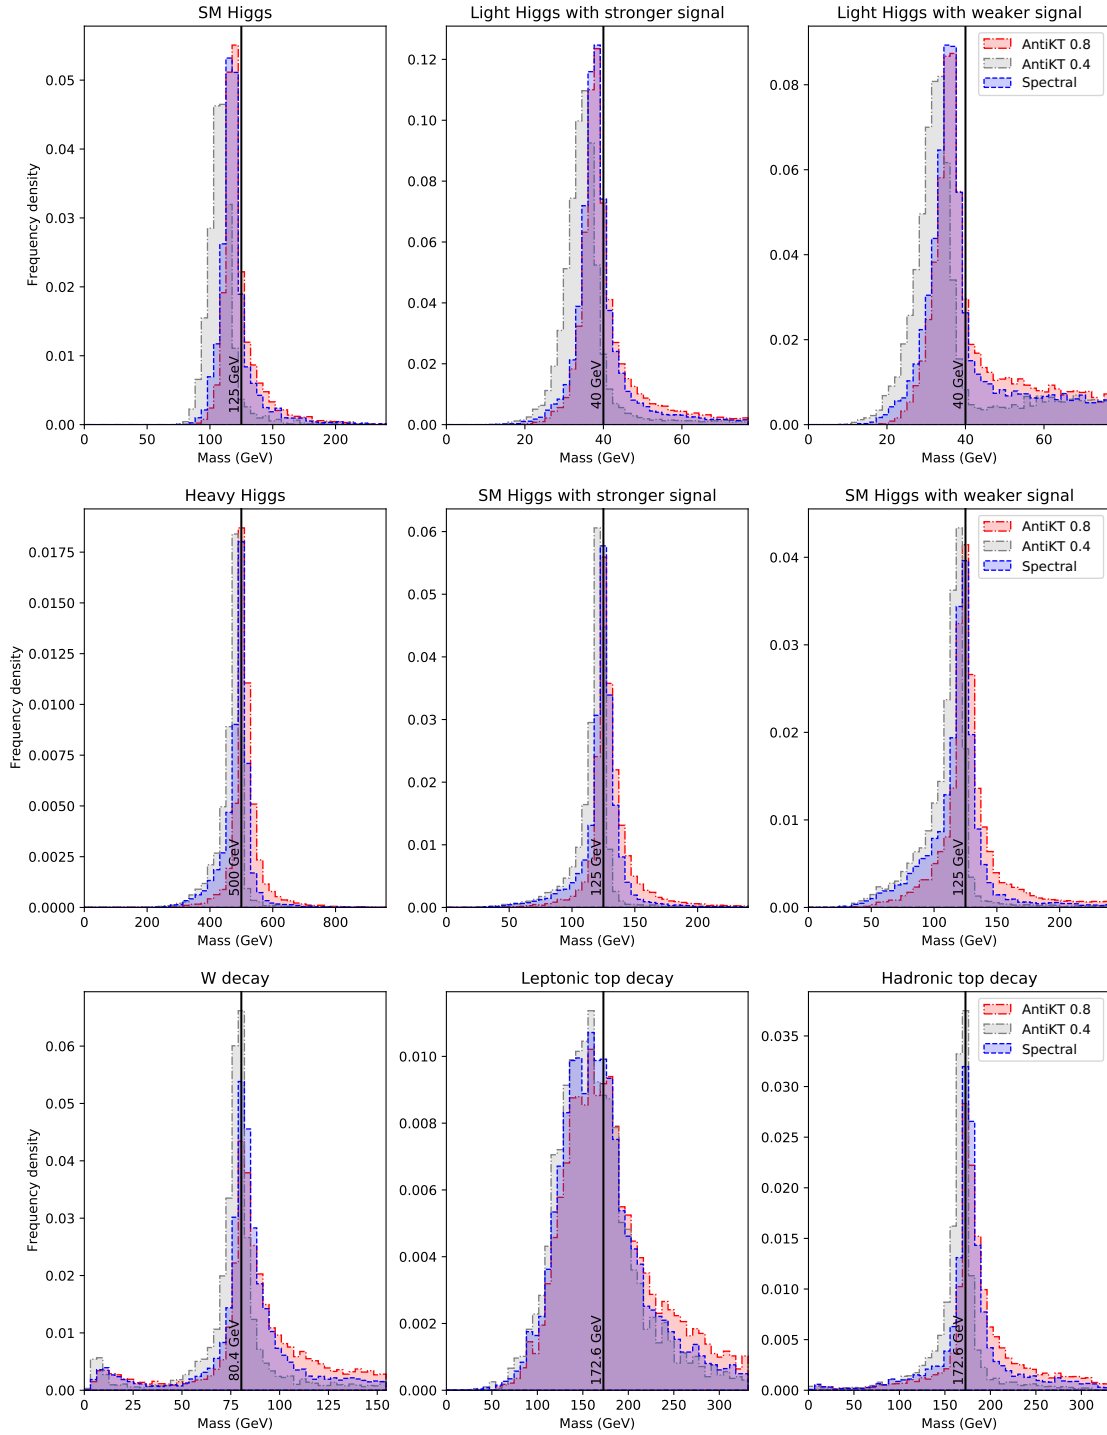 SM Higgs
Light Higgs with stronger signal
Light Higgs with weaker signal
Frequency density
0.05
0.04
0.03
0.02
0.01
0.00
125 GeV
0 50 100 150 200
Mass (GeV)
0.12
0.10
0.08
0.06
0.04
0.02
0.00
40 GeV
0 20 40 60
Mass (GeV)
AntiKT 0.8
AntiKT 0.4
Spectral
0.08
0.06
0.04
0.02
0.00
40 GeV
0 20 40 60
Mass (GeV)
Heavy Higgs
SM Higgs with stronger signal
SM Higgs with weaker signal
Frequency density
0.0175
0.0150
0.0125
0.0100
0.0075
0.0050
0.0025
0.0000
500 GeV
0 200 400 600 800
Mass (GeV)
0.06
0.05
0.04
0.03
0.02
0.01
0.00
125 GeV
0 50 100 150 200
Mass (GeV)
AntiKT 0.8
AntiKT 0.4
Spectral
0.04
0.03
0.02
0.01
0.00
125 GeV
0 50 100 150 200
Mass (GeV)
W decay
Leptonic top decay
Hadronic top decay
Frequency density
0.06
0.05
0.04
0.03
0.02
0.01
0.00
80.4 GeV
0 25 50 75 100 125 150
Mass (GeV)
0.010
0.008
0.006
0.004
0.002
0.000
172.6 GeV
0 50 100 150 200 250 300
Mass (GeV)
AntiKT 0.8
AntiKT 0.4
Spectral
0.035
0.030
0.025
0.020
0.015
0.010
0.005
0.000
172.6 GeV
0 50 100 150 200 250 300
Mass (GeV)